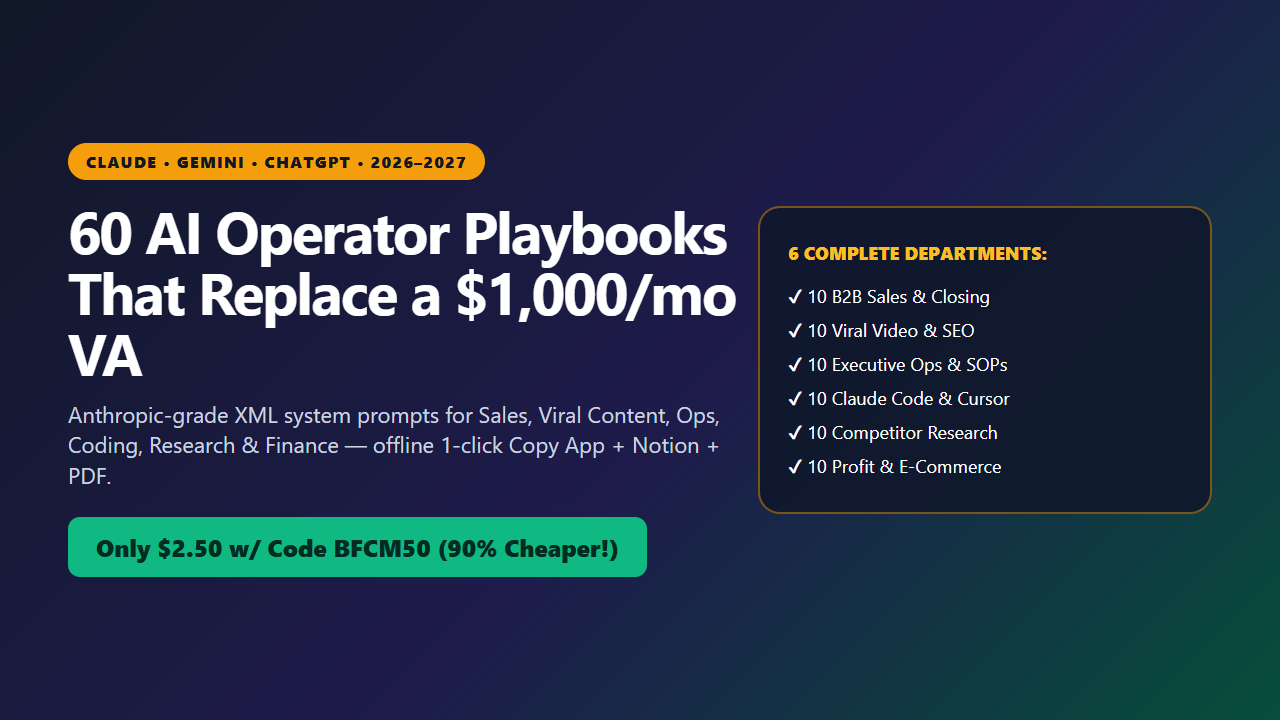 CLAUDE • GEMINI • CHATGPT • 2026–2027
60 AI Operator Playbooks
That Replace a $1,000/mo
VA
Anthropic-grade XML system prompts for Sales, Viral Content, Ops,
Coding, Research & Finance — offline 1-click Copy App + Notion +
PDF.
Only $2.50 w/ Code BFCM50 (90% Cheaper!)
6 COMPLETE DEPARTMENTS:
✓ 10 B2B Sales & Closing
✓ 10 Viral Video & SEO
✓ 10 Executive Ops & SOPs
✓ 10 Claude Code & Cursor
✓ 10 Competitor Research
✓ 10 Profit & E-Commerce